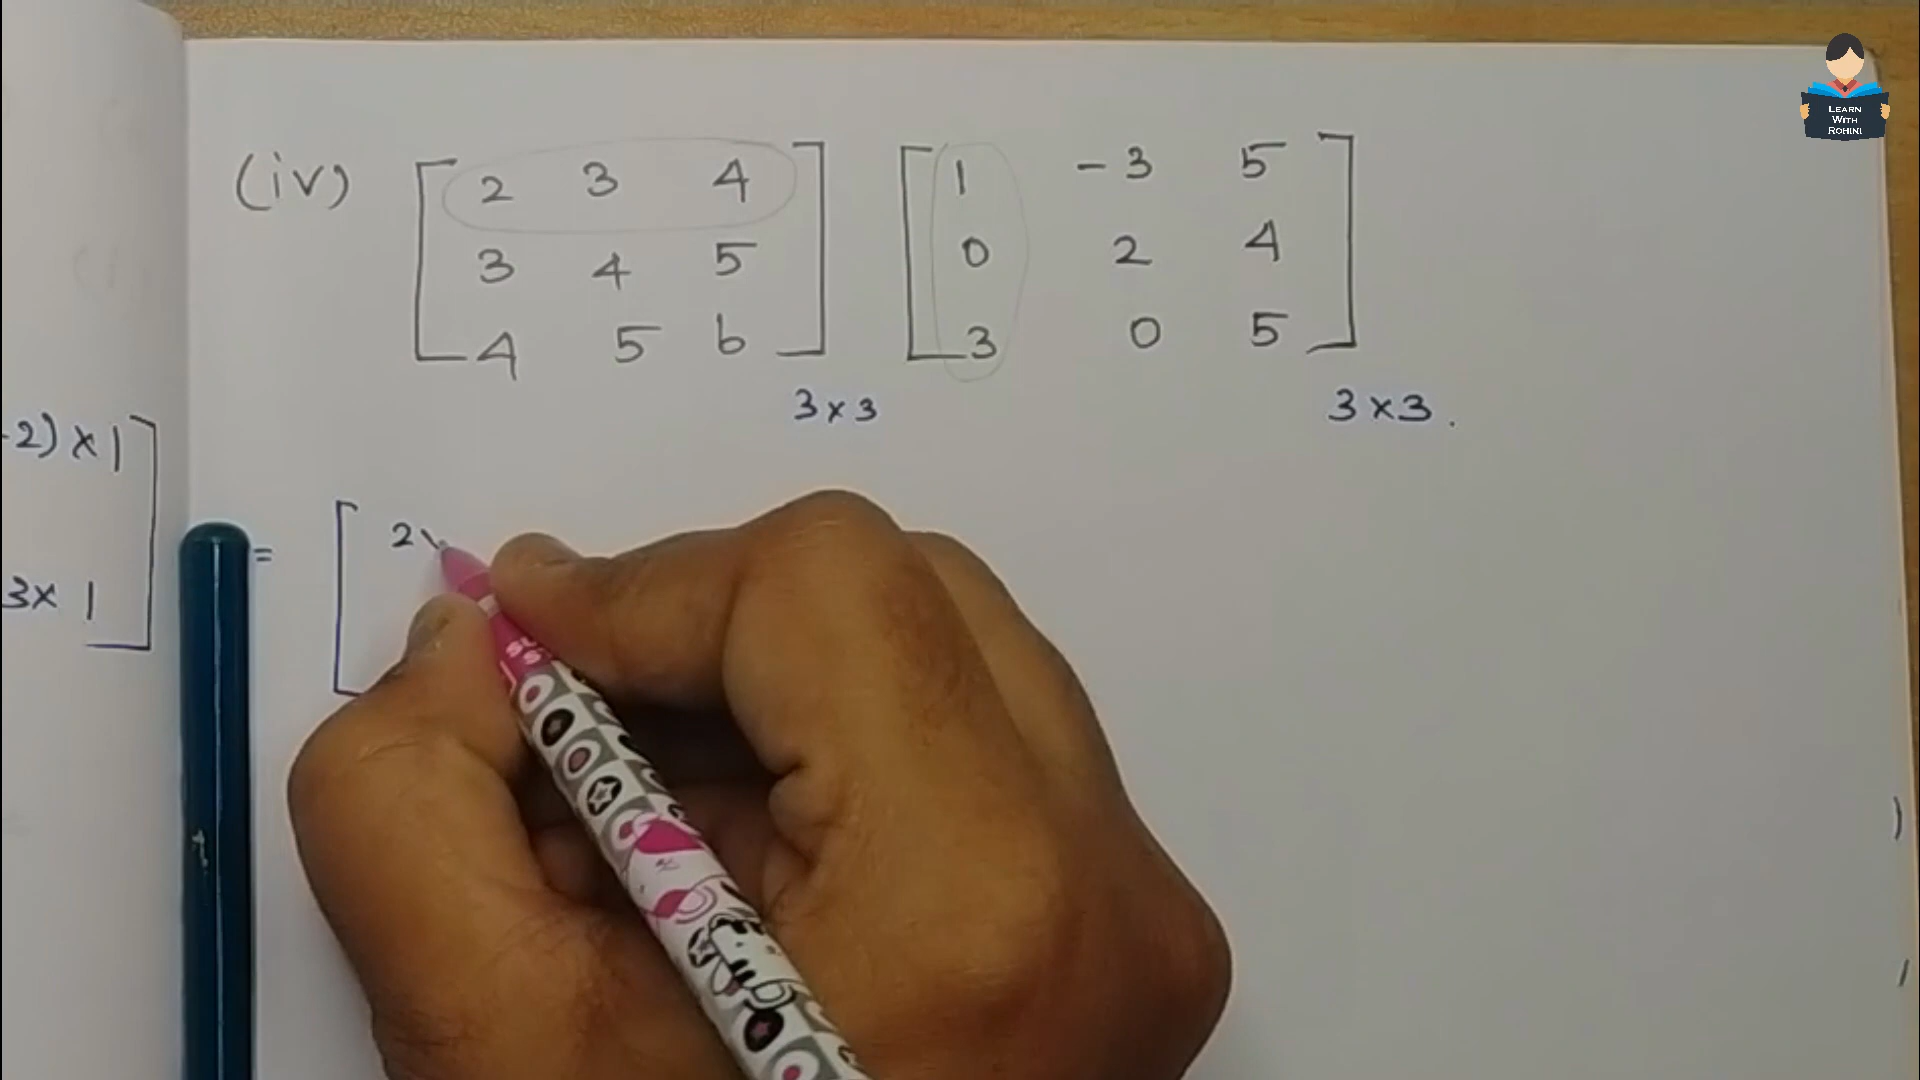 (iv) [ 2 3 4 ] [ 1 -3 5 ]
3 4 5 0 2 4
4 5 6 3 0 5
3×3 3×3.
-2)×1
= [ 2
3× 1
LEARN
WITH
ROHINI